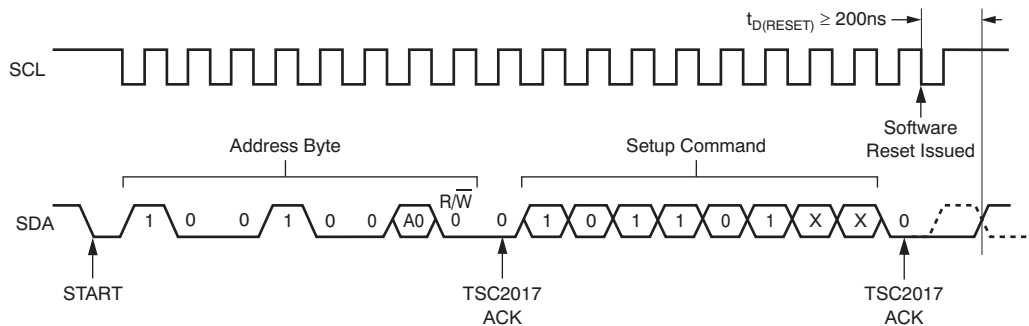 tD(RESET) ≥ 200ns
SCL
Software
Reset Issued
Address Byte
Setup Command
R/W̅
SDA
1 0 0 1 0 0 A0 0 0 1 0 1 1 0 1 X X 0
START
TSC2017
ACK
TSC2017
ACK